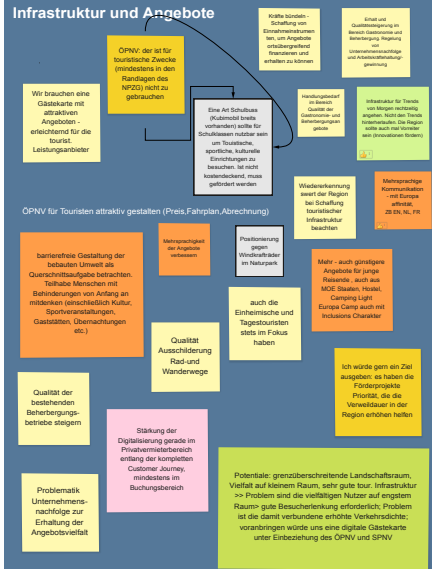 Infrastruktur und Angebote
Kräfte bündeln -
Schaffung von
Einnahmeinstrumen
ten, um Angebote
ortsübergreifend
finanzieren und
erhalten zu können
Erhalt und
Qualitätssteigerung im
Bereich Gastronomie und
Beherbergung. Regelung
von
Unternehmensnachfolge
und Arbeitskräftehaltung/-
gewinnung
ÖPNV: der ist für
touristische Zwecke
(mindestens in den
Randlagen des
NPZG) nicht zu
gebrauchen
Wir brauchen eine
Gästekarte mit
attraktiven
Angeboten -
erleichternd für die
tourist.
Leistungsanbieter
Eine Art Schulbuss
(Kubimobil breits
vorhanden) sollte für
Schulklassen nutzbar sein
um Touistische,
sportliche, kulturelle
Einrichtungen zu
besuchen. Ist nicht
kostendeckend, muss
gefördert werden
Handlungsbedarf
im Bereich
Qualität der
Gastronomie- und
Beherbergungsan
gebote
Infrastruktur für Trends
von Morgen rechtzeitig
angehen. Nicht den Trends
hinterherlaufen. Die Region
sollte auch mal Vorreiter
sein (Innovationen fördern)
Wiedererkennung
swert der Region
bei Schaffung
touristischer
Infrastruktur
beachten
Mehrsprachige
Kommunikation
- mit Europa
affinität,
ZB EN, NL, FR
ÖPNV für Touristen attraktiv gestalten (Preis,Fahrplan,Abrechnung)
barrierefreie Gestaltung der
bebauten Umwelt als
Querschnittsaufgabe betrachten.
Teilhabe Menschen mit
Behinderungen von Anfang an
mitdenken (einschließlich Kultur,
Sportveranstaltungen,
Gaststätten, Übernachtungen
etc.)
Mehrsprachigkeit
der Angebote
verbessern
Positionierung
gegen
Windkrafträder
im Naturpark
Mehr - auch günstigere
Angebote für junge
Reisende , auch aus
MOE Staaten, Hostel,
Camping Light
Europa Camp auch mit
Inclusions Charakter
auch die
Einheimische und
Tagestouristen
stets im Fokus
haben
Qualität
Ausschilderung
Rad-und
Wanderwege
Ich würde gern ein Ziel
ausgeben: es haben die
Förderprojekte
Priorität, die die
Verweildauer in der
Region erhöhen helfen
Qualität der
bestehenden
Beherbergungs-
betriebe steigern
Stärkung der
Digitalisierung gerade im
Privatvermieterbereich
entlang der kompletten
Customer Journey,
mindestens im
Buchungsbereich
Problematik
Unternehmens-
nachfolge zur
Erhaltung der
Angebotsvielfalt
Potentiale: grenzüberschreitende Landschaftsraum,
Vielfalt auf kleinem Raum, sehr gute tour. Infrastruktur
>> Problem sind die vielfältigen Nutzer auf engstem
Raum> gute Besucherlenkung erforderlich; Problem
ist die damit verbundene erhöhte Verkehrsdichte;
voranbringen würde uns eine digitale Gästekarte
unter Einbeziehung des ÖPNV und SPNV